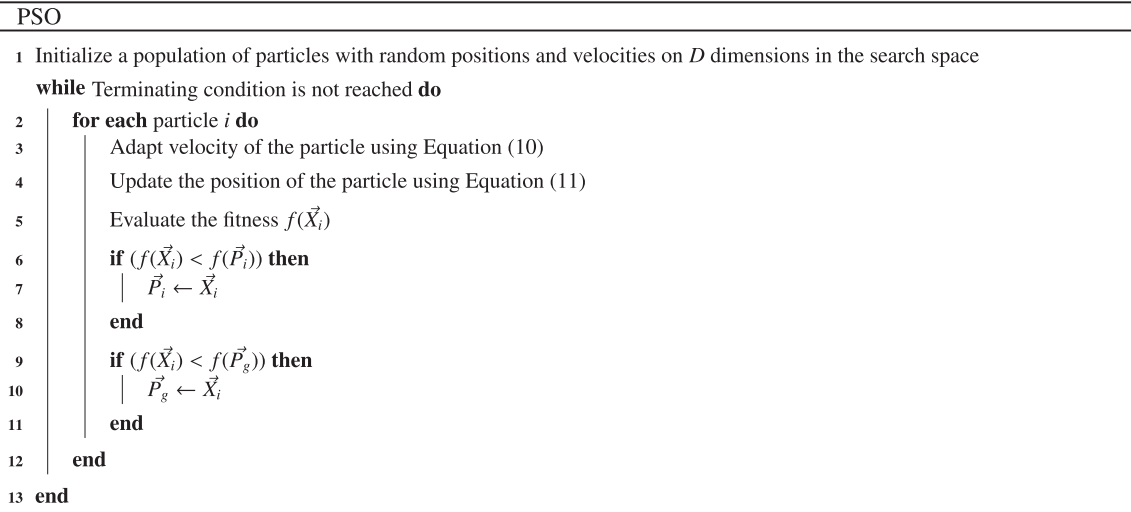 PSO
1 Initialize a population of particles with random positions and velocities on D dimensions in the search space
while Terminating condition is not reached do
2 for each particle i do
3 Adapt velocity of the particle using Equation (10)
4 Update the position of the particle using Equation (11)
5 Evaluate the fitness f(X⃗ᵢ)
6 if (f(X⃗ᵢ) < f(P⃗ᵢ)) then
7 P⃗ᵢ ← X⃗ᵢ
8 end
9 if (f(X⃗ᵢ) < f(P⃗_g)) then
10 P⃗_g ← X⃗ᵢ
11 end
12 end
13 end